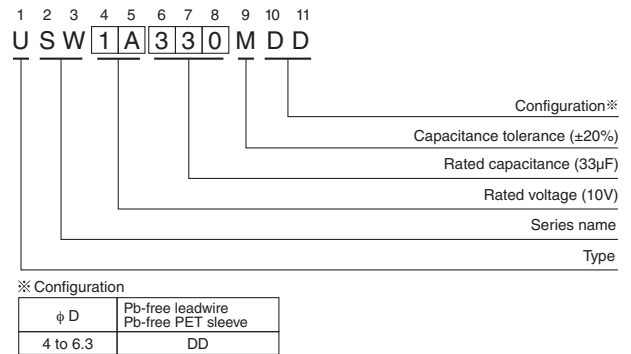 1 2 3 4 5 6 7 8 9 10 11
U S W 1 A 3 3 0 M D D
Configuration※
Capacitance tolerance (±20%)
Rated capacitance (33µF)
Rated voltage (10V)
Series name
Type
※ Configuration
ϕ D
Pb-free leadwire
Pb-free PET sleeve
4 to 6.3
DD